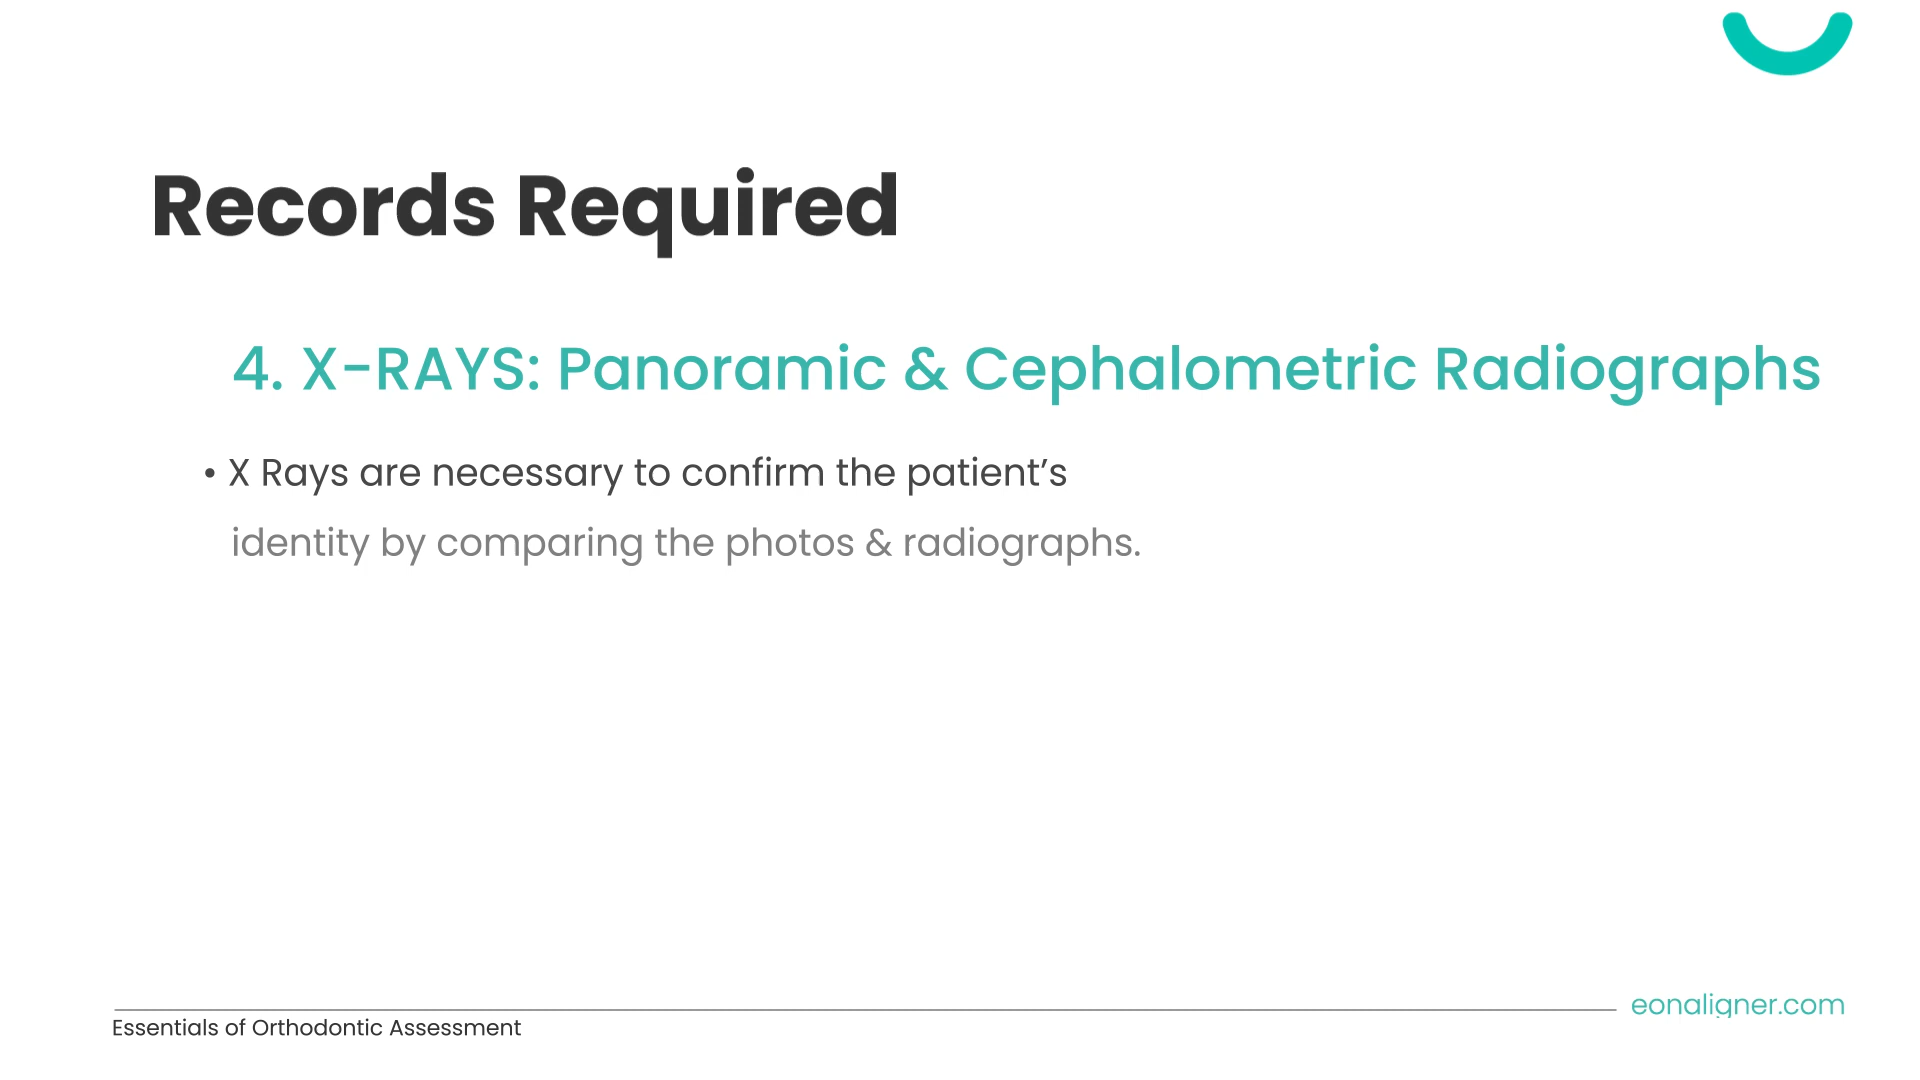 Records Required
4. X-RAYS: Panoramic & Cephalometric Radiographs
• X Rays are necessary to confirm the patient’s
identity by comparing the photos & radiographs.
eonaligner.com
Essentials of Orthodontic Assessment